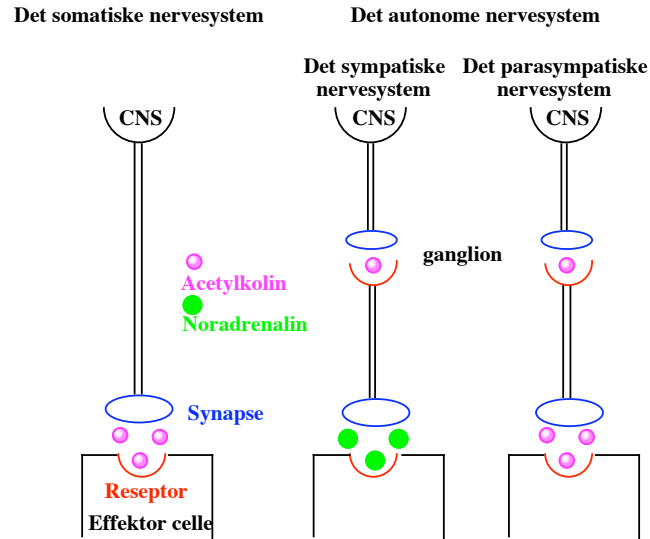 Det somatiske nervesystem
Det autonome nervesystem
Det sympatiske
nervesystem
Det parasympatiske
nervesystem
CNS
CNS
CNS
ganglion
Acetylkolin
Noradrenalin
Synapse
Reseptor
Effektor celle